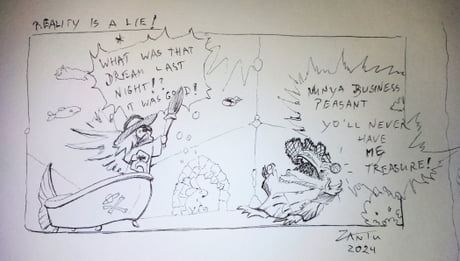 REALITY IS A LIE!
WHAT WAS THAT
DREAM LAST
NIGHT!?
IT WAS GOOD!
MINYA BUSINESS
PEASANT
YO'LL NEVER
HAVE
ME
TREASURE!
ZANTU
2024